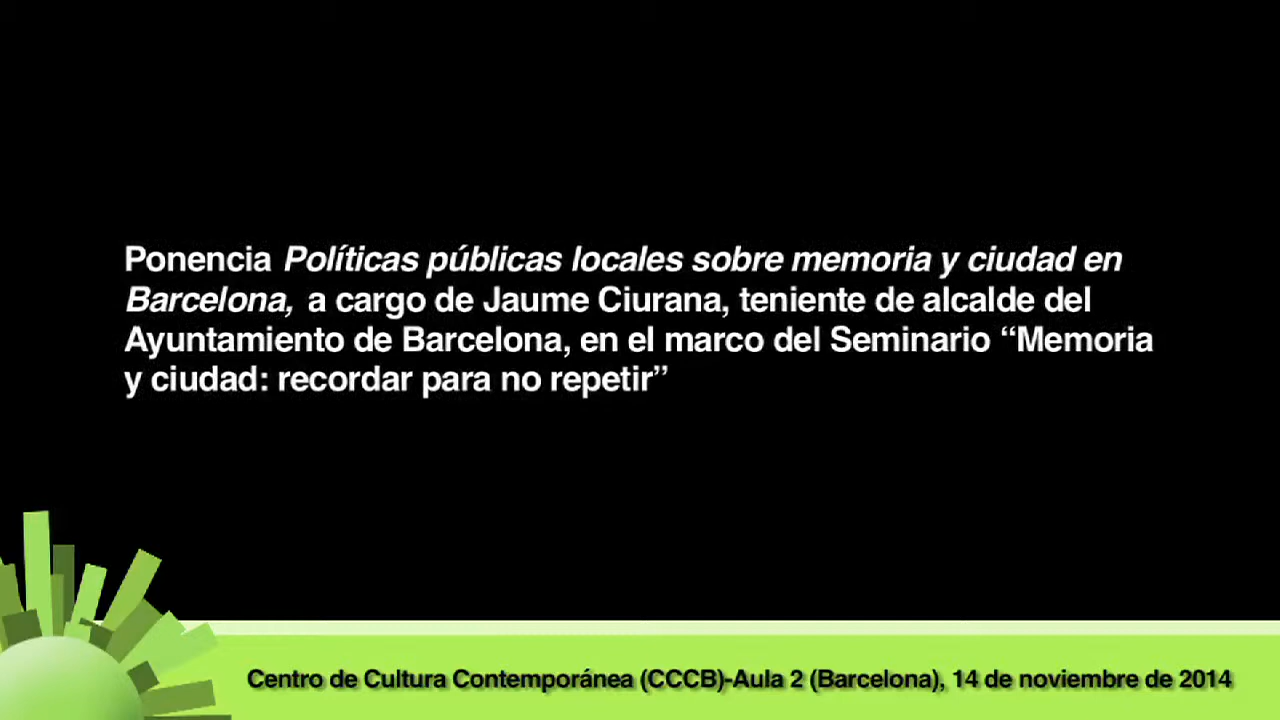 Ponencia Políticas públicas locales sobre memoria y ciudad en
Barcelona, a cargo de Jaume Ciurana, teniente de alcalde del
Ayuntamiento de Barcelona, en el marco del Seminario “Memoria
y ciudad: recordar para no repetir”
Centro de Cultura Contemporánea (CCCB)-Aula 2 (Barcelona), 14 de noviembre de 2014